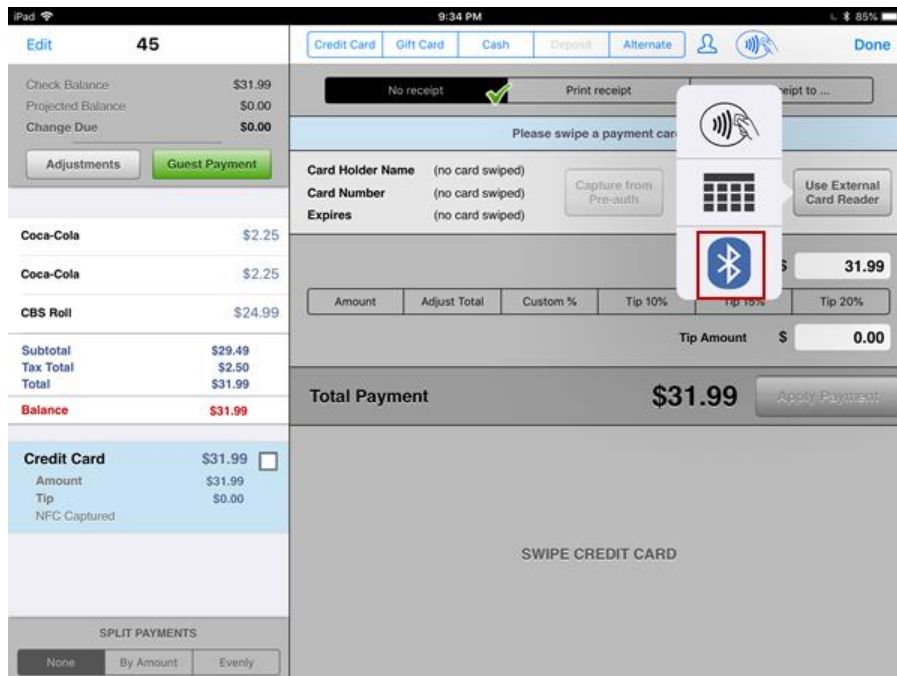 iPad 9:34 PM 85%
Edit 45 Credit Card Gift Card Cash Deposit Alternate Done
Check Balance $31.99
Projected Balance $0.00
Change Due $0.00
Adjustments Guest Payment
Coca-Cola $2.25
Coca-Cola $2.25
CBS Roll $24.99
Subtotal $29.49
Tax Total $2.50
Total $31.99
Balance $31.99
Credit Card $31.99
Amount $31.99
Tip $0.00
NFC Captured
SPLIT PAYMENTS
None By Amount Evenly
No receipt Print receipt to ...
Please swipe a payment
Card Holder Name (no card swiped)
Card Number (no card swiped)
Expires (no card swiped)
Capture from
Pre-auth
Use External
Card Reader
$ 31.99
Amount Adjust Total Custom % Tip 10% Tip 15% Tip 20%
Tip Amount $ 0.00
Total Payment $31.99 Apply Payment
SWIPE CREDIT CARD